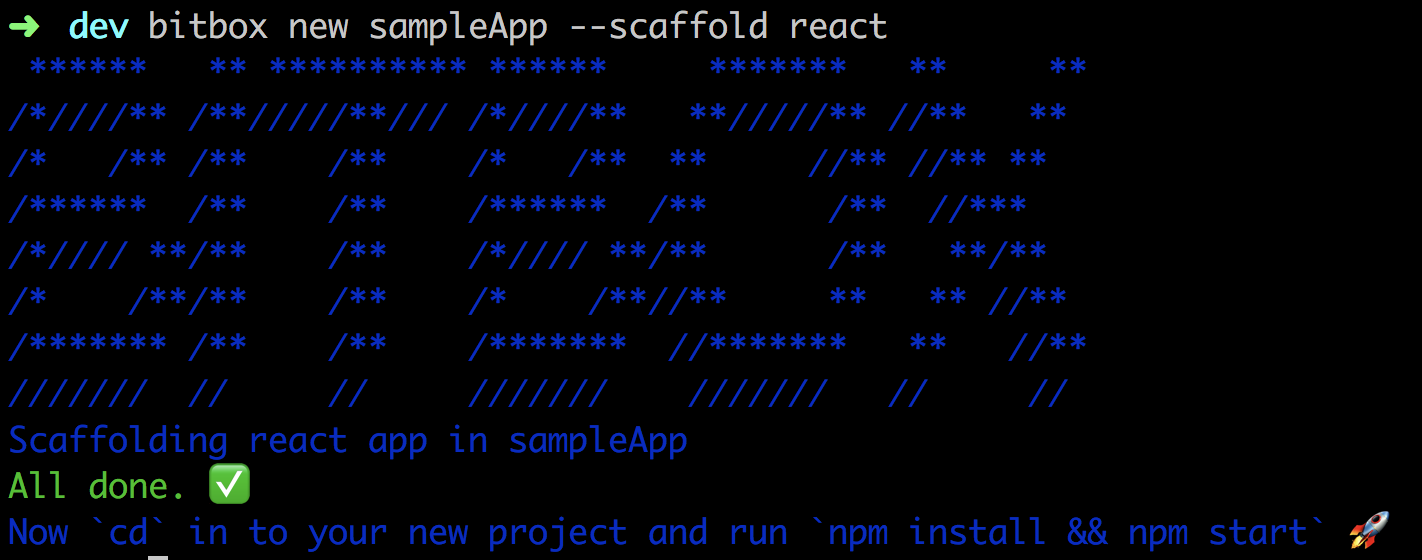 ➜  dev bitbox new sampleApp --scaffold react
 ******   ** ********** ******     *******   **     **
/*////** /**/////**/// /*////**   **/////** //**   **
/*   /** /**    /**    /*   /**  **     //** //** **
/******  /**    /**    /******  /**      /**  //***
/*//// **/**    /**    /*//// **/**      /**   **/**
/*    /**/**    /**    /*    /**//**     **   ** //**
/******* /**    /**    /*******  //*******   **   //**
///////  //     //     ///////    ///////   //     //
Scaffolding react app in sampleApp
All done. ✅
Now `cd` in to your new project and run `npm install && npm start` 🚀